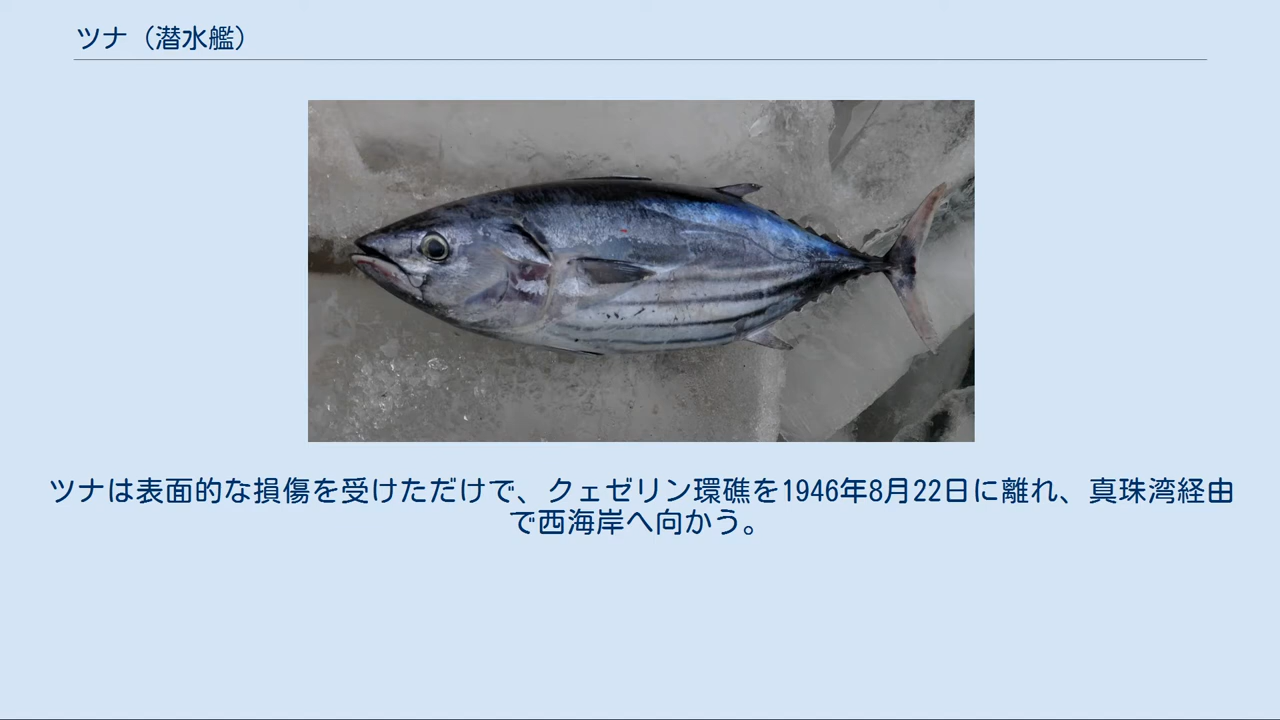 ツナ（潜水艦）
ツナは表面的な損傷を受けただけで、クェゼリン環礁を1946年8月22日に離れ、真珠湾経由
で西海岸へ向かう。